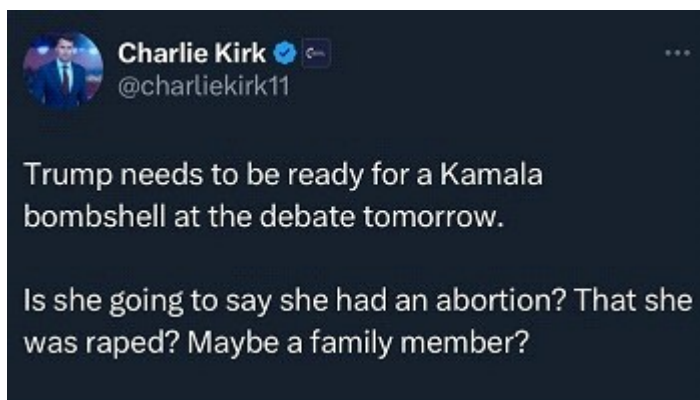 Charlie Kirk
@charliekirk11
Trump needs to be ready for a Kamala
bombshell at the debate tomorrow.
Is she going to say she had an abortion? That she
was raped? Maybe a family member?